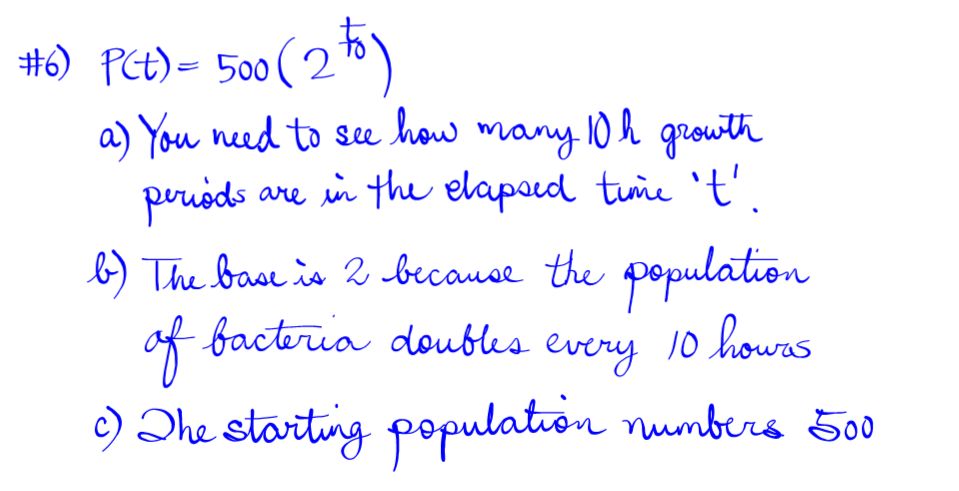 #6) P(t) = 500(2^{t/10})
a) You need to see how many 10 h growth
periods are in the elapsed time 't'.
b) The base is 2 because the population
of bacteria doubles every 10 hours
c) The starting population numbers 500